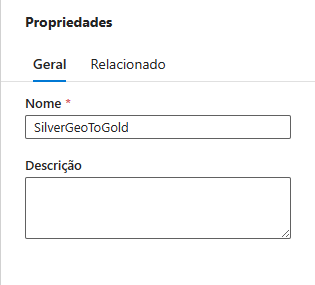 Propriedades
Geral Relacionado
Nome *
SilverGeoToGold
Descrição